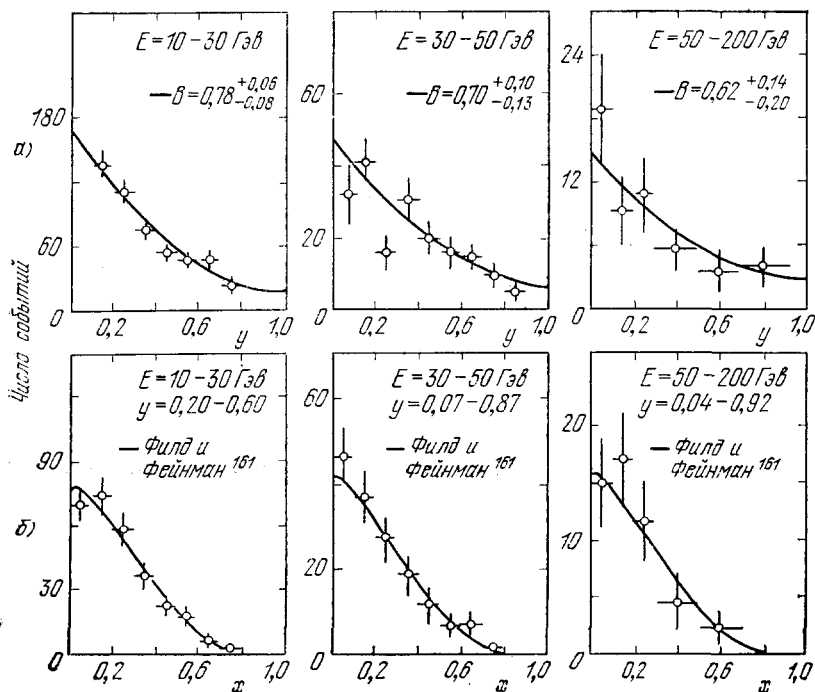 Число событий
а)
E = 10 – 30 Гэв
B = 0,78 +0,06 −0,08
180
60
0
0,2 0,6 1,0
y
E = 30 – 50 Гэв
B = 0,70 +0,10 −0,13
60
20
0
0,2 0,6 1,0
y
E = 50 – 200 Гэв
B = 0,62 +0,14 −0,20
24
12
0
0,2 0,6 1,0
y
б)
E = 10 – 30 Гэв
y = 0,20 – 0,60
Филд и
Фейнман 161
90
30
0
0,2 0,6 1,0
x
E = 30 – 50 Гэв
y = 0,07 – 0,87
60
20
0
0,2 0,6 1,0
x
E = 50 – 200 Гэв
y = 0,04 – 0,92
Филд и
Фейнман 161
20
10
0
0,2 0,6 1,0
x